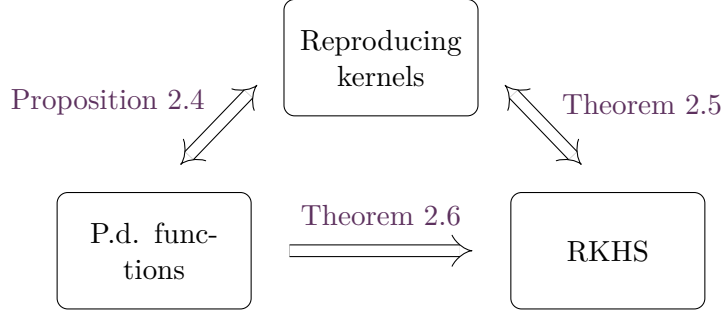 Reproducing
kernels
Proposition 2.4
Theorem 2.5
Theorem 2.6
P.d. func-
tions
RKHS